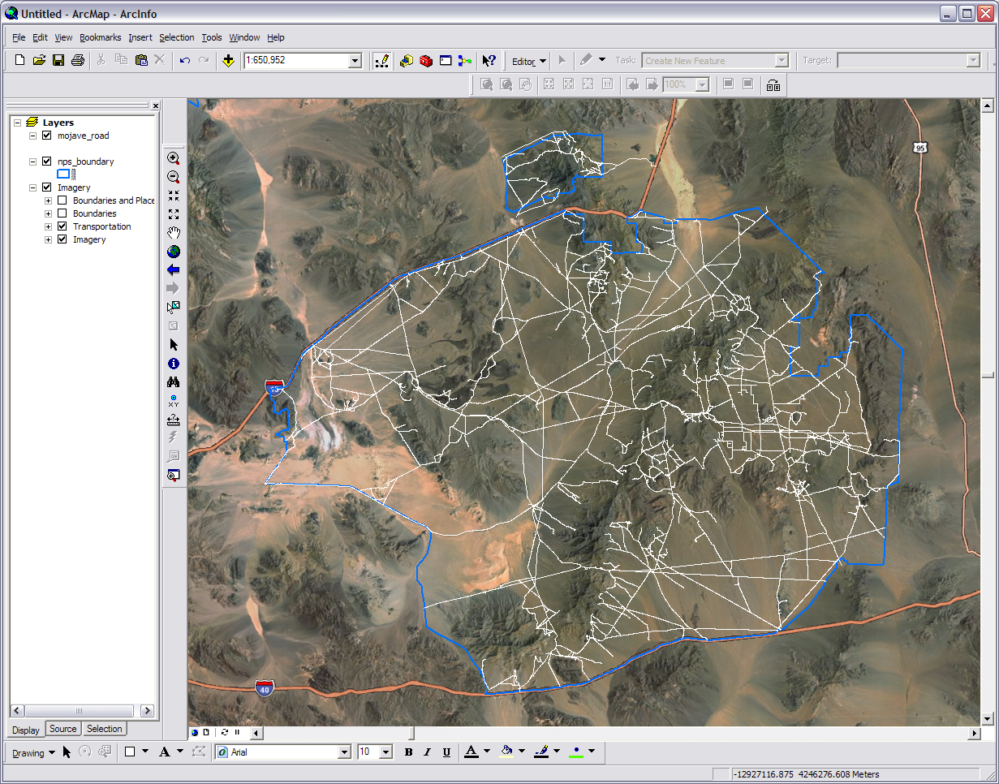 Untitled - ArcMap - ArcInfo
File Edit View Bookmarks Insert Selection Tools Window Help
1:650,952 Editor Task: Create New Feature Target:
100%
Layers
mojave_road
nps_boundary
Imagery
Boundaries and Place
Boundaries
Transportation
Imagery
95
15
40
Display Source Selection
Drawing A Arial 10 B I U A
-12927116.875 4246276.608 Meters